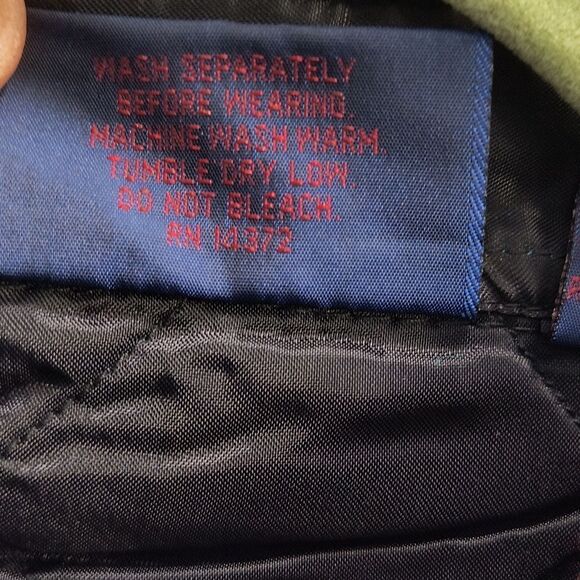 WASH SEPARATELY
BEFORE WEARING.
MACHINE WASH WARM.
TUMBLE DRY LOW.
DO NOT BLEACH.
RN 14372